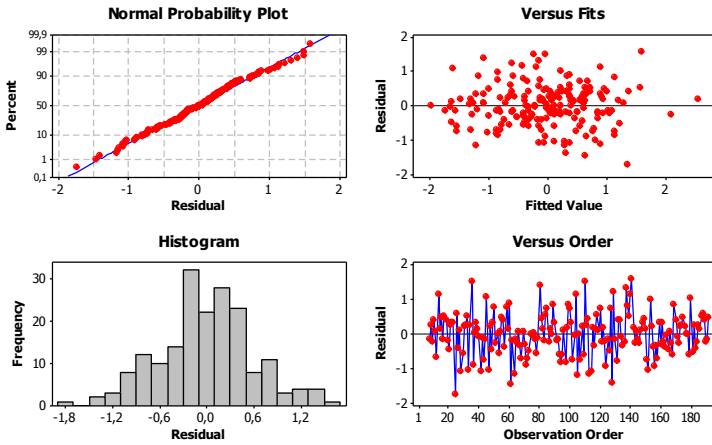 Normal Probability Plot
99,9
99
90
50
10
1
0,1
Percent
-2 -1 0 1 2
Residual
Versus Fits
2
1
0
-1
-2
Residual
-2 -1 0 1 2
Fitted Value
Histogram
30
20
10
0
Frequency
-1,8 -1,2 -0,6 0,0 0,6 1,2
Residual
Versus Order
2
1
0
-1
-2
Residual
1 20 40 60 80 100 120 140 160 180
Observation Order